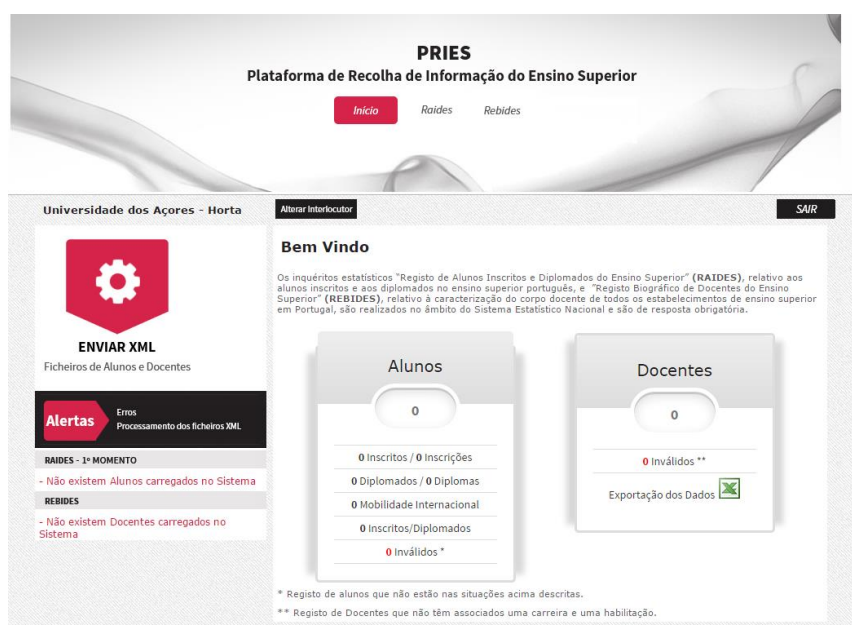 PRIES
Plataforma de Recolha de Informação do Ensino Superior
Início Raides Rebides
Universidade dos Açores - Horta
Alterar Interlocutor
SAIR
ENVIAR XML
Ficheiros de Alunos e Docentes
Alertas
Erros
Processamento dos ficheiros XML
RAIDES - 1º MOMENTO
- Não existem Alunos carregados no Sistema
REBIDES
- Não existem Docentes carregados no
Sistema
Bem Vindo
Os inquéritos estatísticos "Registo de Alunos Inscritos e Diplomados do Ensino Superior" (RAIDES), relativo aos
alunos inscritos e aos diplomados no ensino superior português, e "Registo Biográfico de Docentes do Ensino
Superior" (REBIDES), relativo à caracterização do corpo docente de todos os estabelecimentos de ensino superior
em Portugal, são realizados no âmbito do Sistema Estatístico Nacional e são de resposta obrigatória.
Alunos
0
0 Inscritos / 0 Inscrições
0 Diplomados / 0 Diplomas
0 Mobilidade Internacional
0 Inscritos/Diplomados
0 Inválidos *
Docentes
0
0 Inválidos **
Exportação dos Dados
* Registo de alunos que não estão nas situações acima descritas.
** Registo de Docentes que não têm associados uma carreira e uma habilitação.